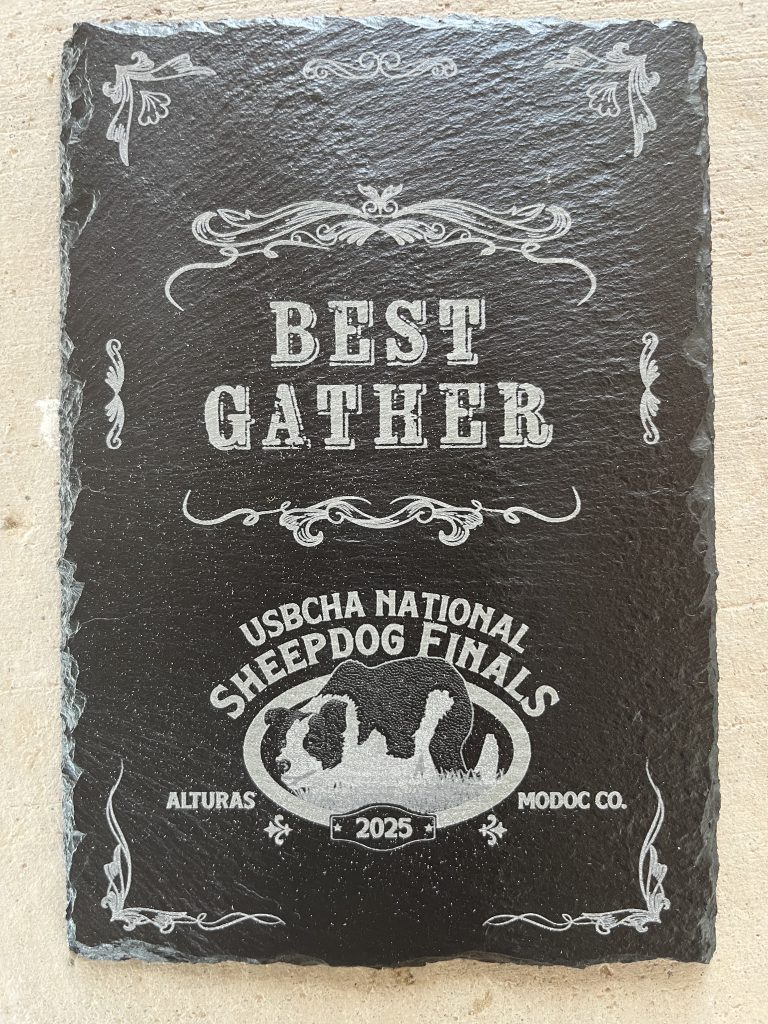 BEST
GATHER
USBCHA NATIONAL
SHEEPDOG FINALS
ALTURAS MODOC CO.
2025